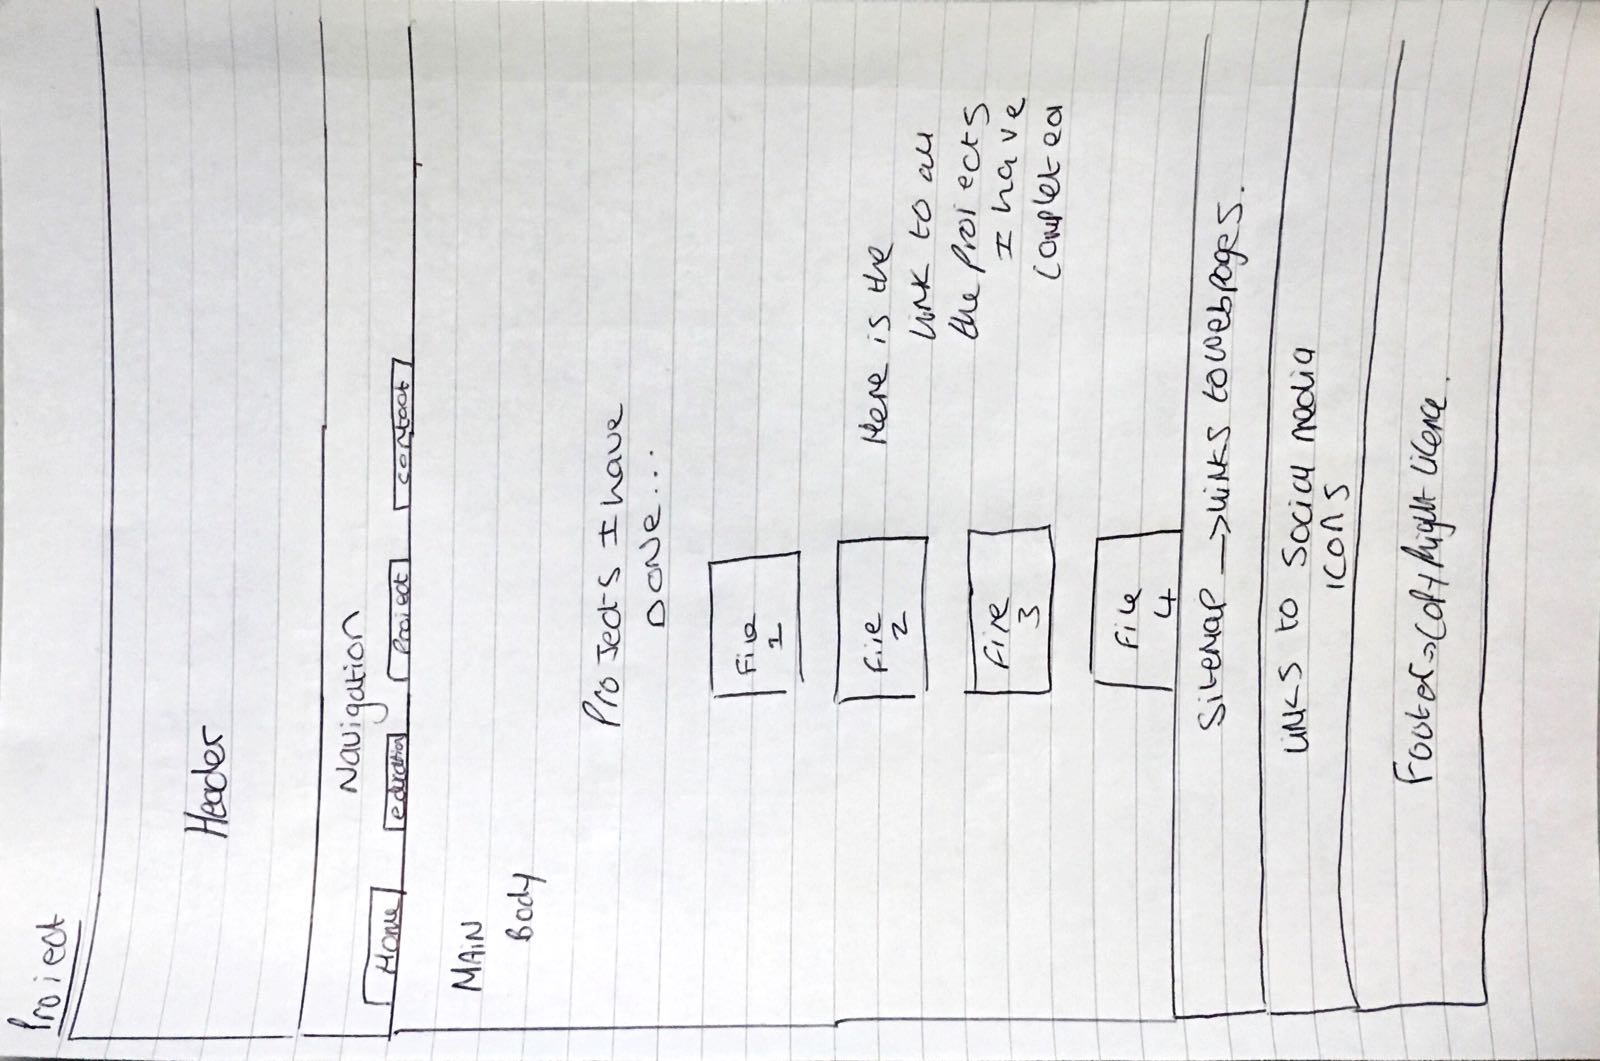 Project
Header
Navigation
Home
education
Project
contact
MAIN
Body
Projects I have
DONE...
File
1
File
2
File
3
File
4
Here is the
link to all
the projects
I have
completed
Sitemap → links to webpages.
links to Social media
icons
Footer → copyright licence.